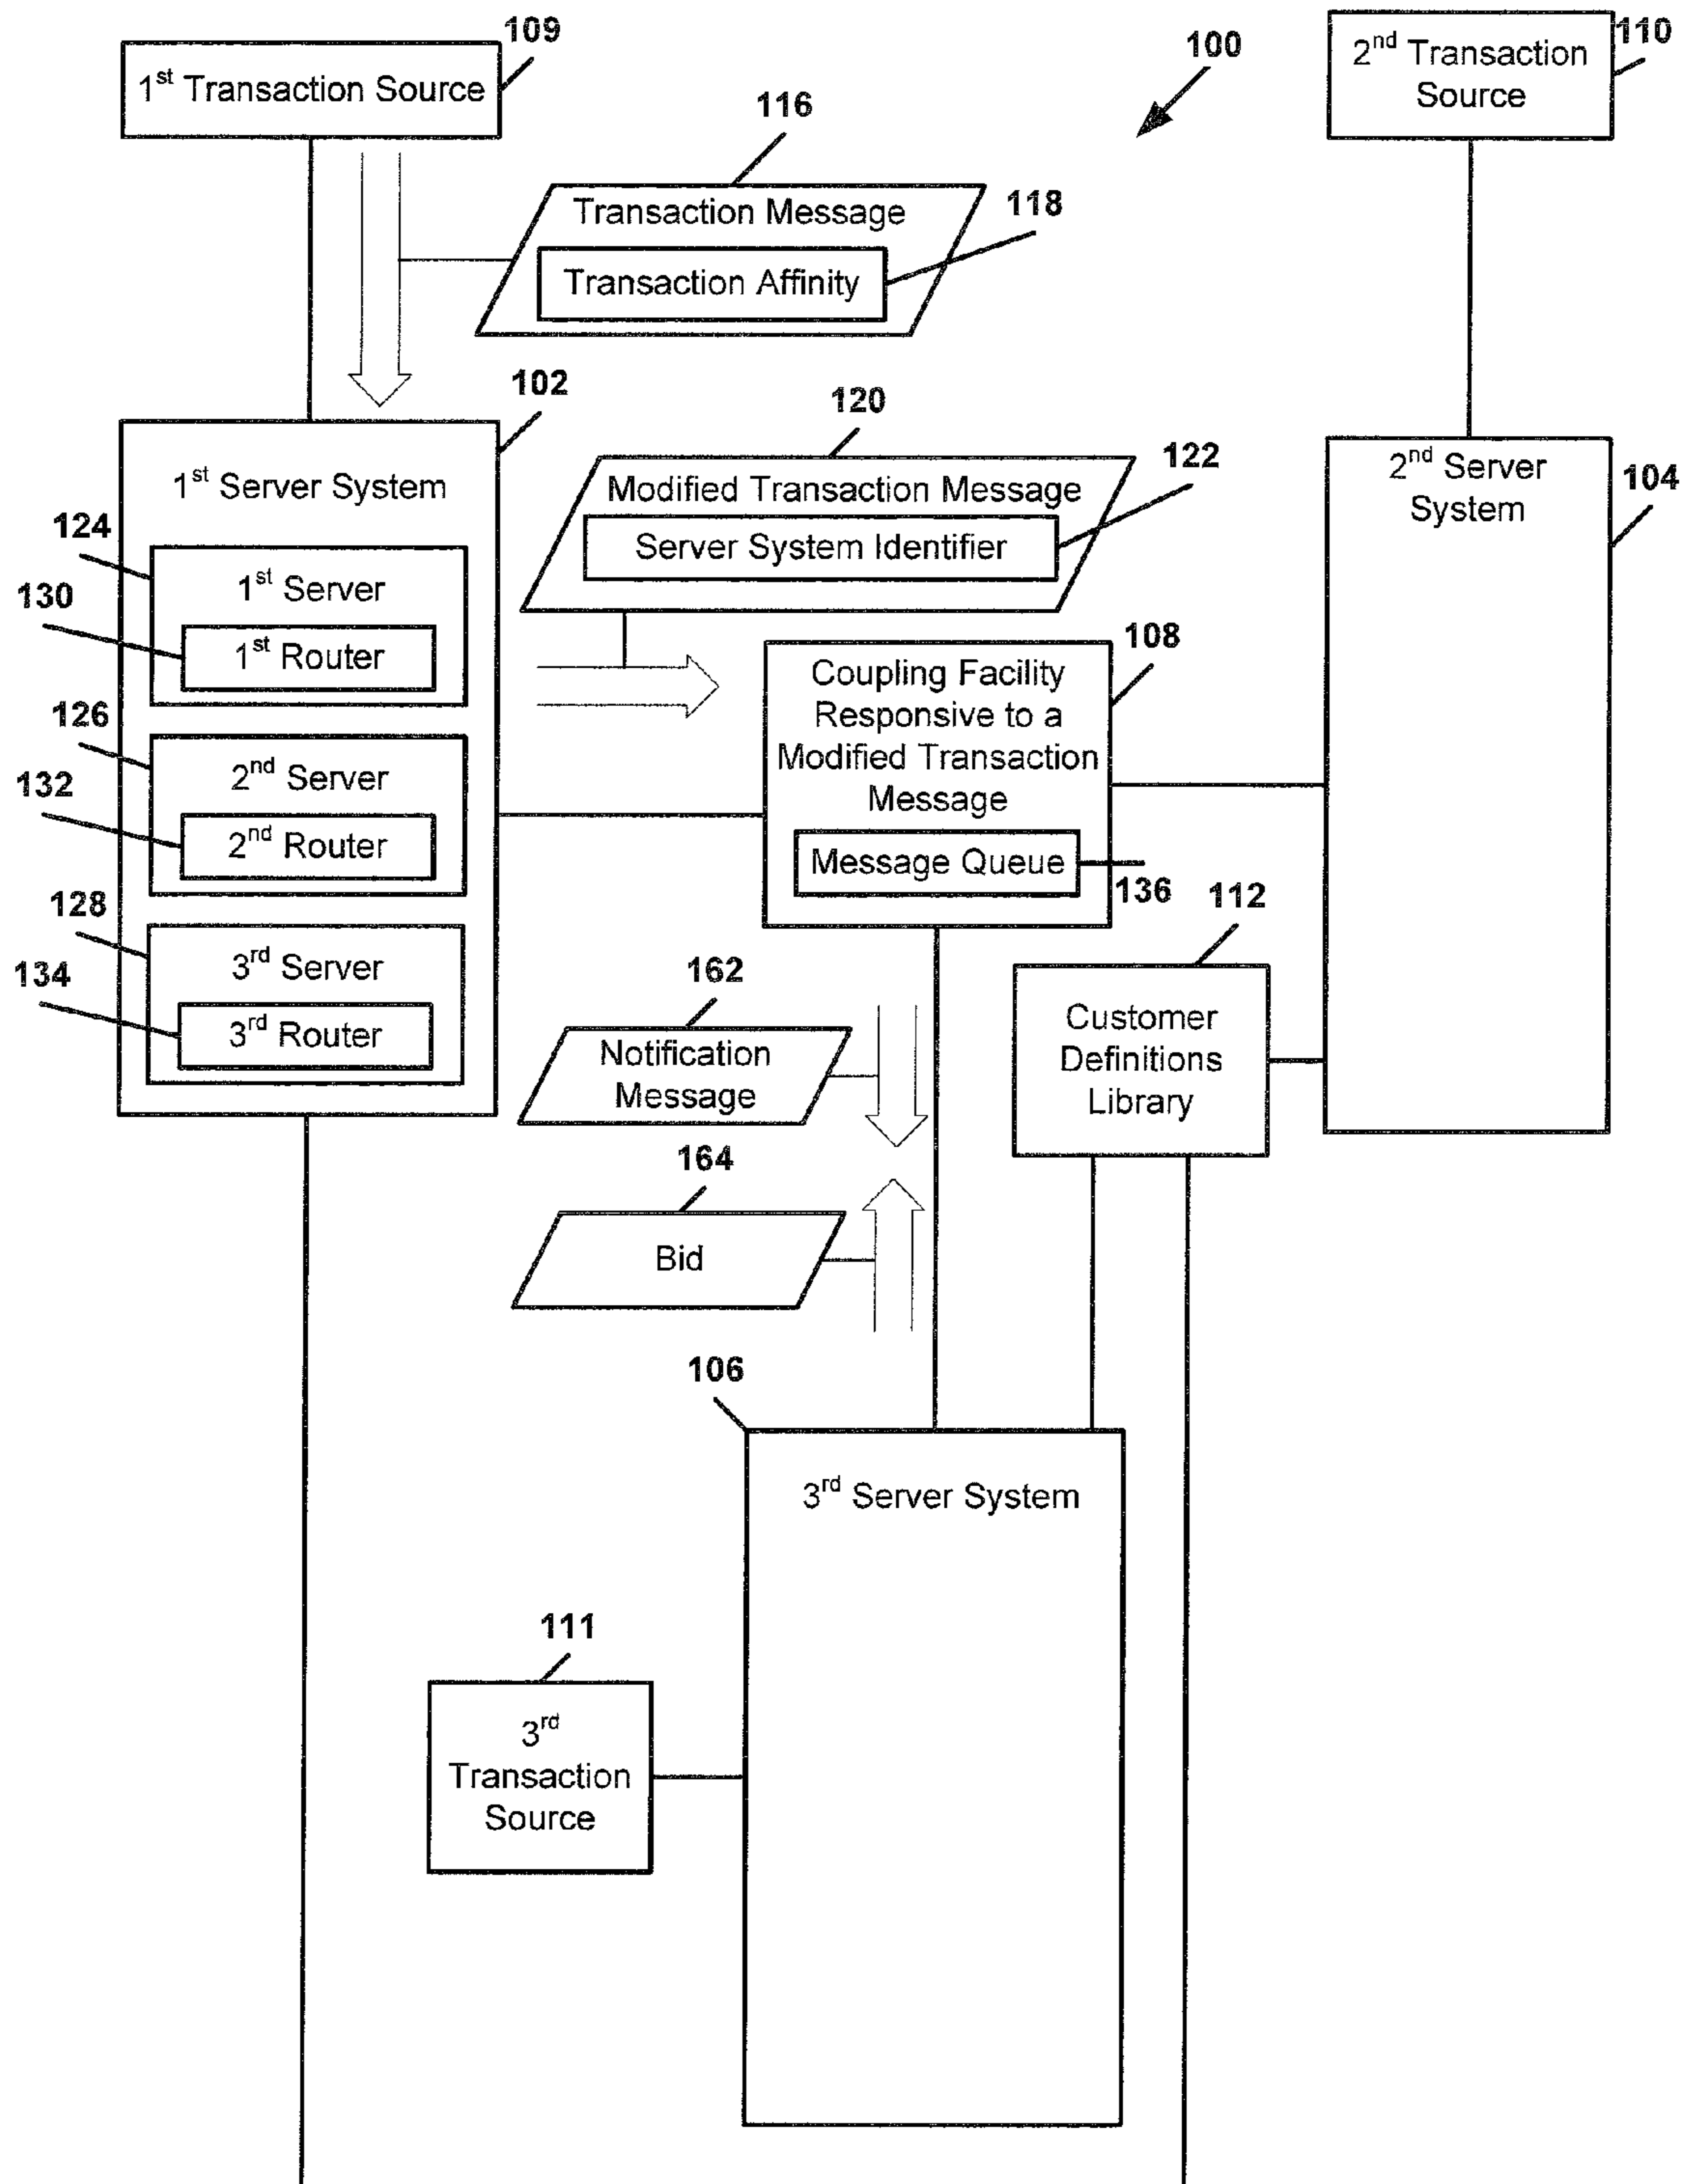 109
1st Transaction Source
100
2nd Transaction
Source
110
116
Transaction Message
118
Transaction Affinity
102
1st Server System
120
Modified Transaction Message
122
Server System Identifier
2nd Server
System
104
124
1st Server
130
1st Router
126
2nd Server
132
2nd Router
128
3rd Server
134
3rd Router
108
Coupling Facility
Responsive to a
Modified Transaction
Message
Message Queue
136
112
Customer
Definitions
Library
162
Notification
Message
164
Bid
106
3rd Server System
111
3rd
Transaction
Source